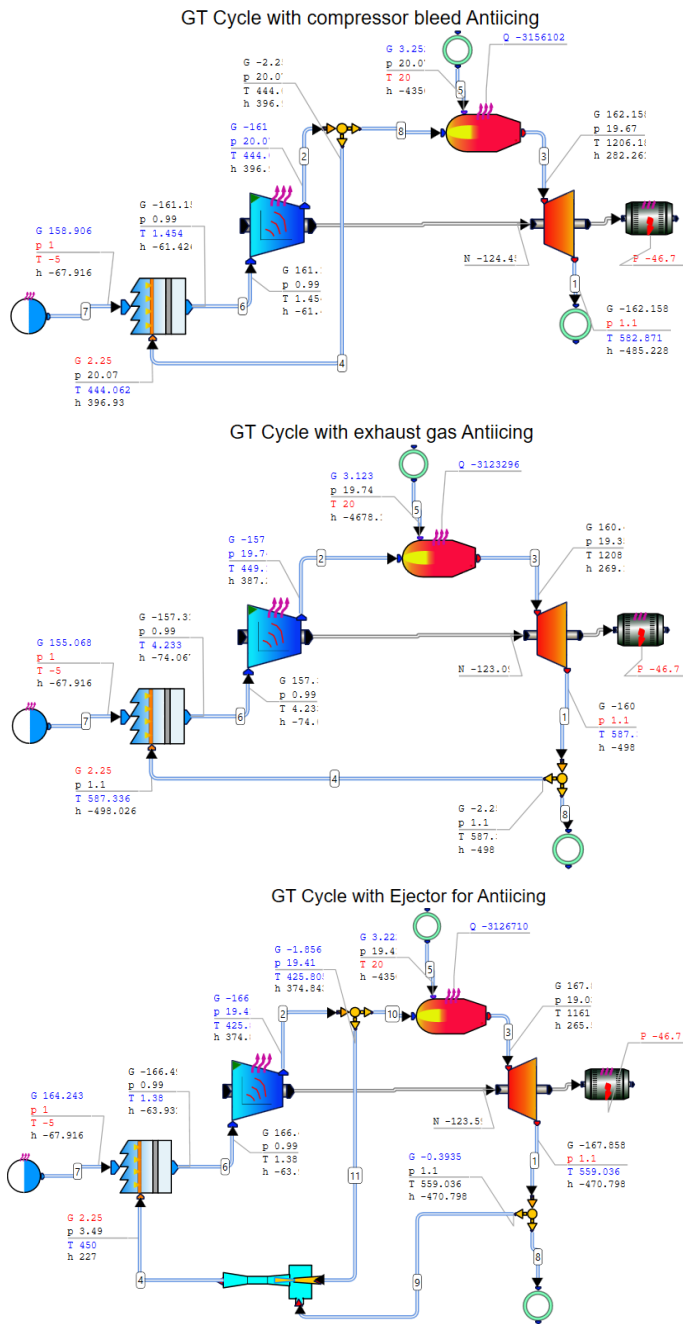 GT Cycle with compressor bleed Antiicing
G -2.2
p 20.0
T 444.
h 396.
G 3.25
p 20.0
T 20
h -435
Q -3156102
5
G -161
p 20.0
T 444.
h 396.
2
8
3
G 162.15
p 19.67
T 1206.1
h 282.26
G -161.1
p 0.99
T 1.454
h -61.42
G 158.906
p 1
T -5
h -67.916
7
6
G 161.
p 0.99
T 1.45
h -61.
N -124.4
P -46.7
1
G -162.158
p 1.1
T 582.871
h -485.228
4
G 2.25
p 20.07
T 444.062
h 396.93
GT Cycle with exhaust gas Antiicing
G 3.123
p 19.74
T 20
h -4678.
Q -3123296
5
G -157
p 19.7
T 449.
h 387.
2
3
G 160.
p 19.3
T 1208
h 269.
G -157.3
p 0.99
T 4.233
h -74.06
G 155.068
p 1
T -5
h -67.916
7
6
G 157.
p 0.99
T 4.23
h -74.
N -123.0
P -46.7
1
G -160
p 1.1
T 587.
h -498
4
G 2.25
p 1.1
T 587.336
h -498.026
G -2.2
p 1.1
T 587.
h -498
8
GT Cycle with Ejector for Antiicing
G -1.856
p 19.41
T 425.80
h 374.84
G 3.22
p 19.4
T 20
h -435
Q -3126710
5
G -166
p 19.4
T 425.
h 374.
2
10
3
G 167.
p 19.0
T 1161
h 265.
G -166.4
p 0.99
T 1.38
h -63.93
G 164.243
p 1
T -5
h -67.916
7
6
G 166.
p 0.99
T 1.38
h -63.
N -123.5
P -46.7
11
G -0.3935
p 1.1
T 559.036
h -470.798
1
G -167.858
p 1.1
T 559.036
h -470.798
G 2.25
p 3.49
T 450
h 227
4
9
8